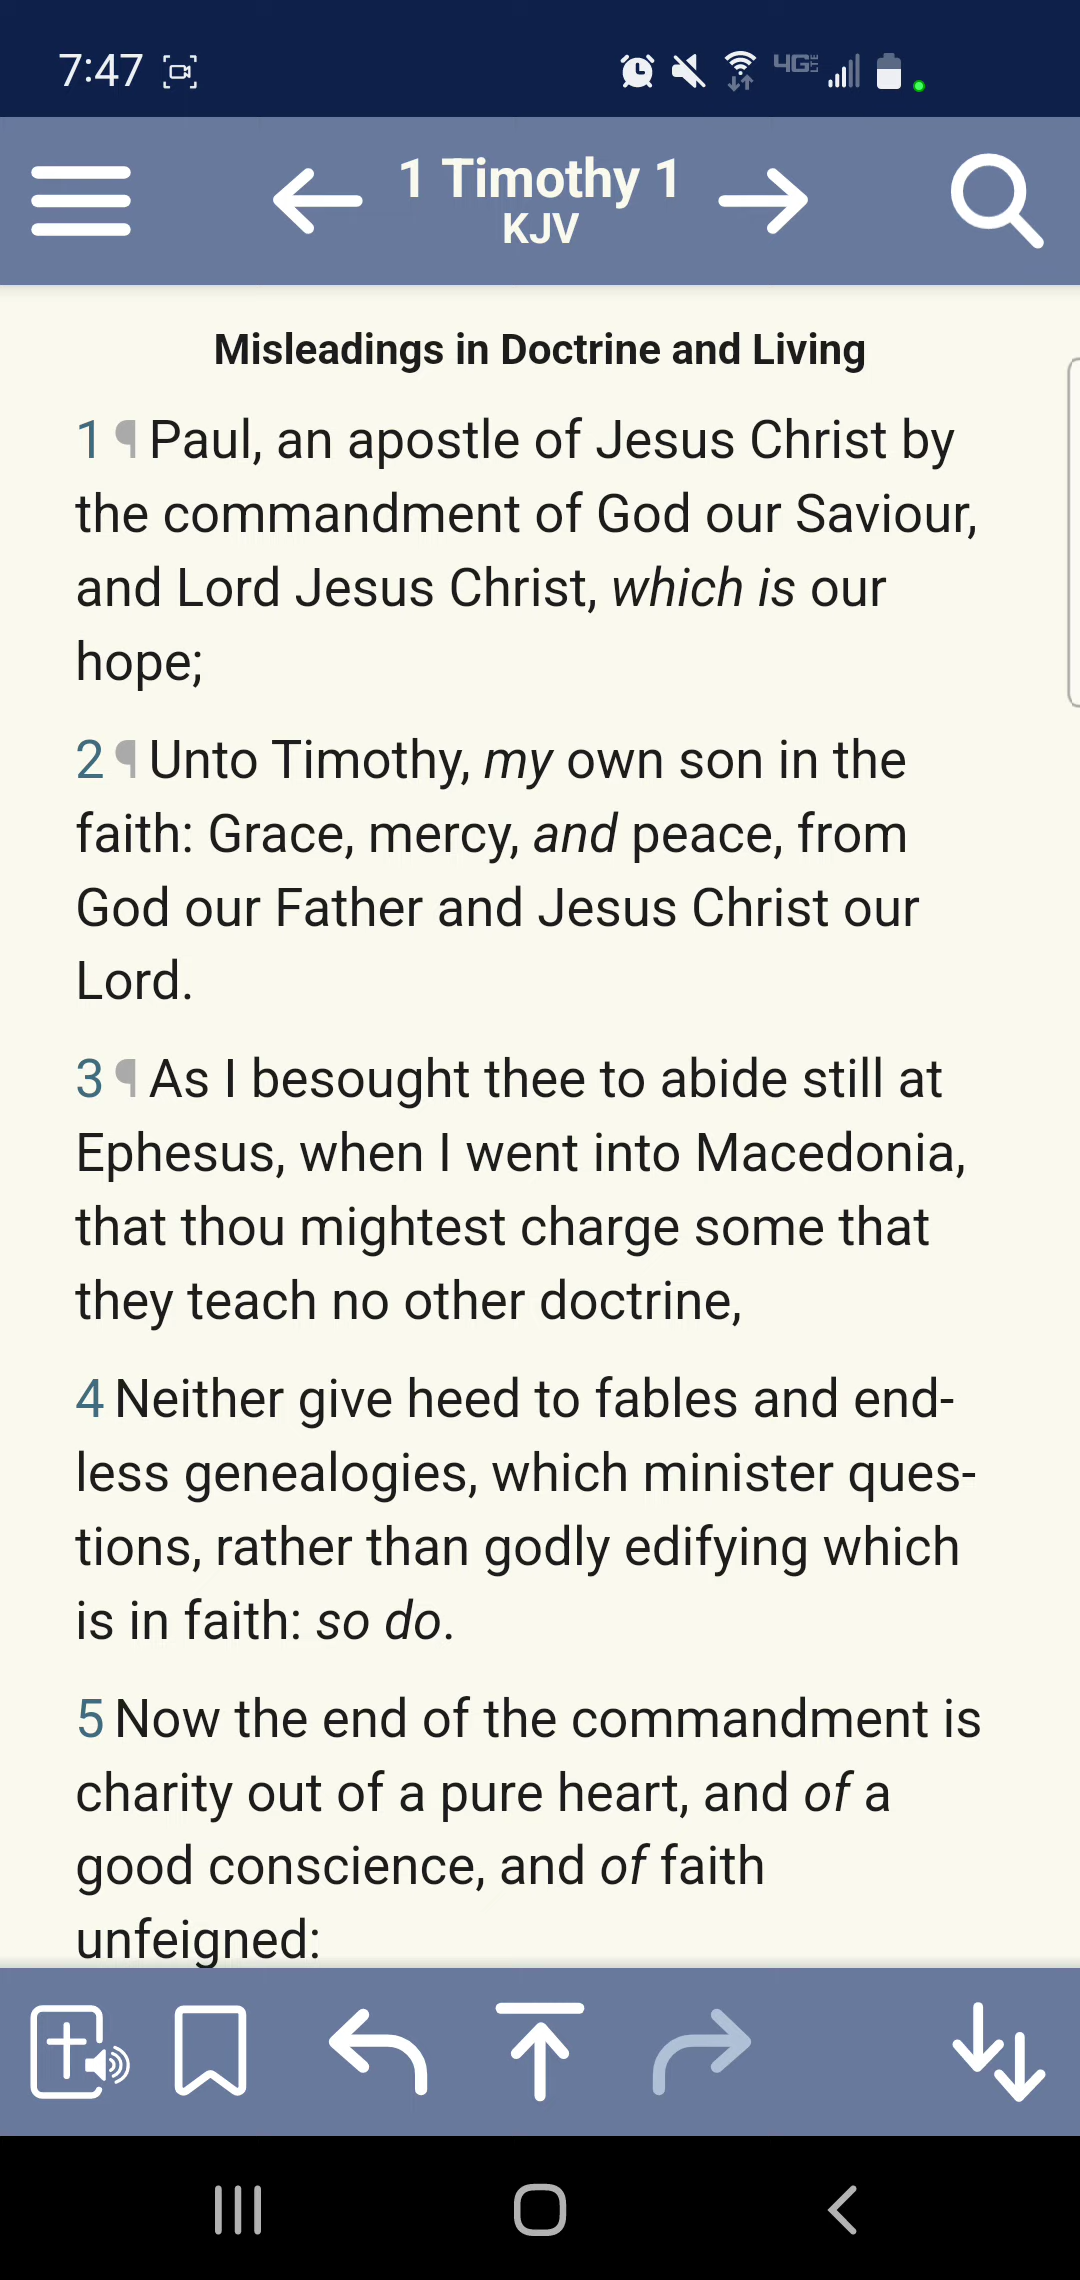 7:47
4G LTE
1 Timothy 1
KJV
Misleadings in Doctrine and Living
1 ¶ Paul, an apostle of Jesus Christ by
the commandment of God our Saviour,
and Lord Jesus Christ, which is our
hope;
2 ¶ Unto Timothy, my own son in the
faith: Grace, mercy, and peace, from
God our Father and Jesus Christ our
Lord.
3 ¶ As I besought thee to abide still at
Ephesus, when I went into Macedonia,
that thou mightest charge some that
they teach no other doctrine,
4 Neither give heed to fables and end-
less genealogies, which minister ques-
tions, rather than godly edifying which
is in faith: so do.
5 Now the end of the commandment is
charity out of a pure heart, and of a
good conscience, and of faith
unfeigned: